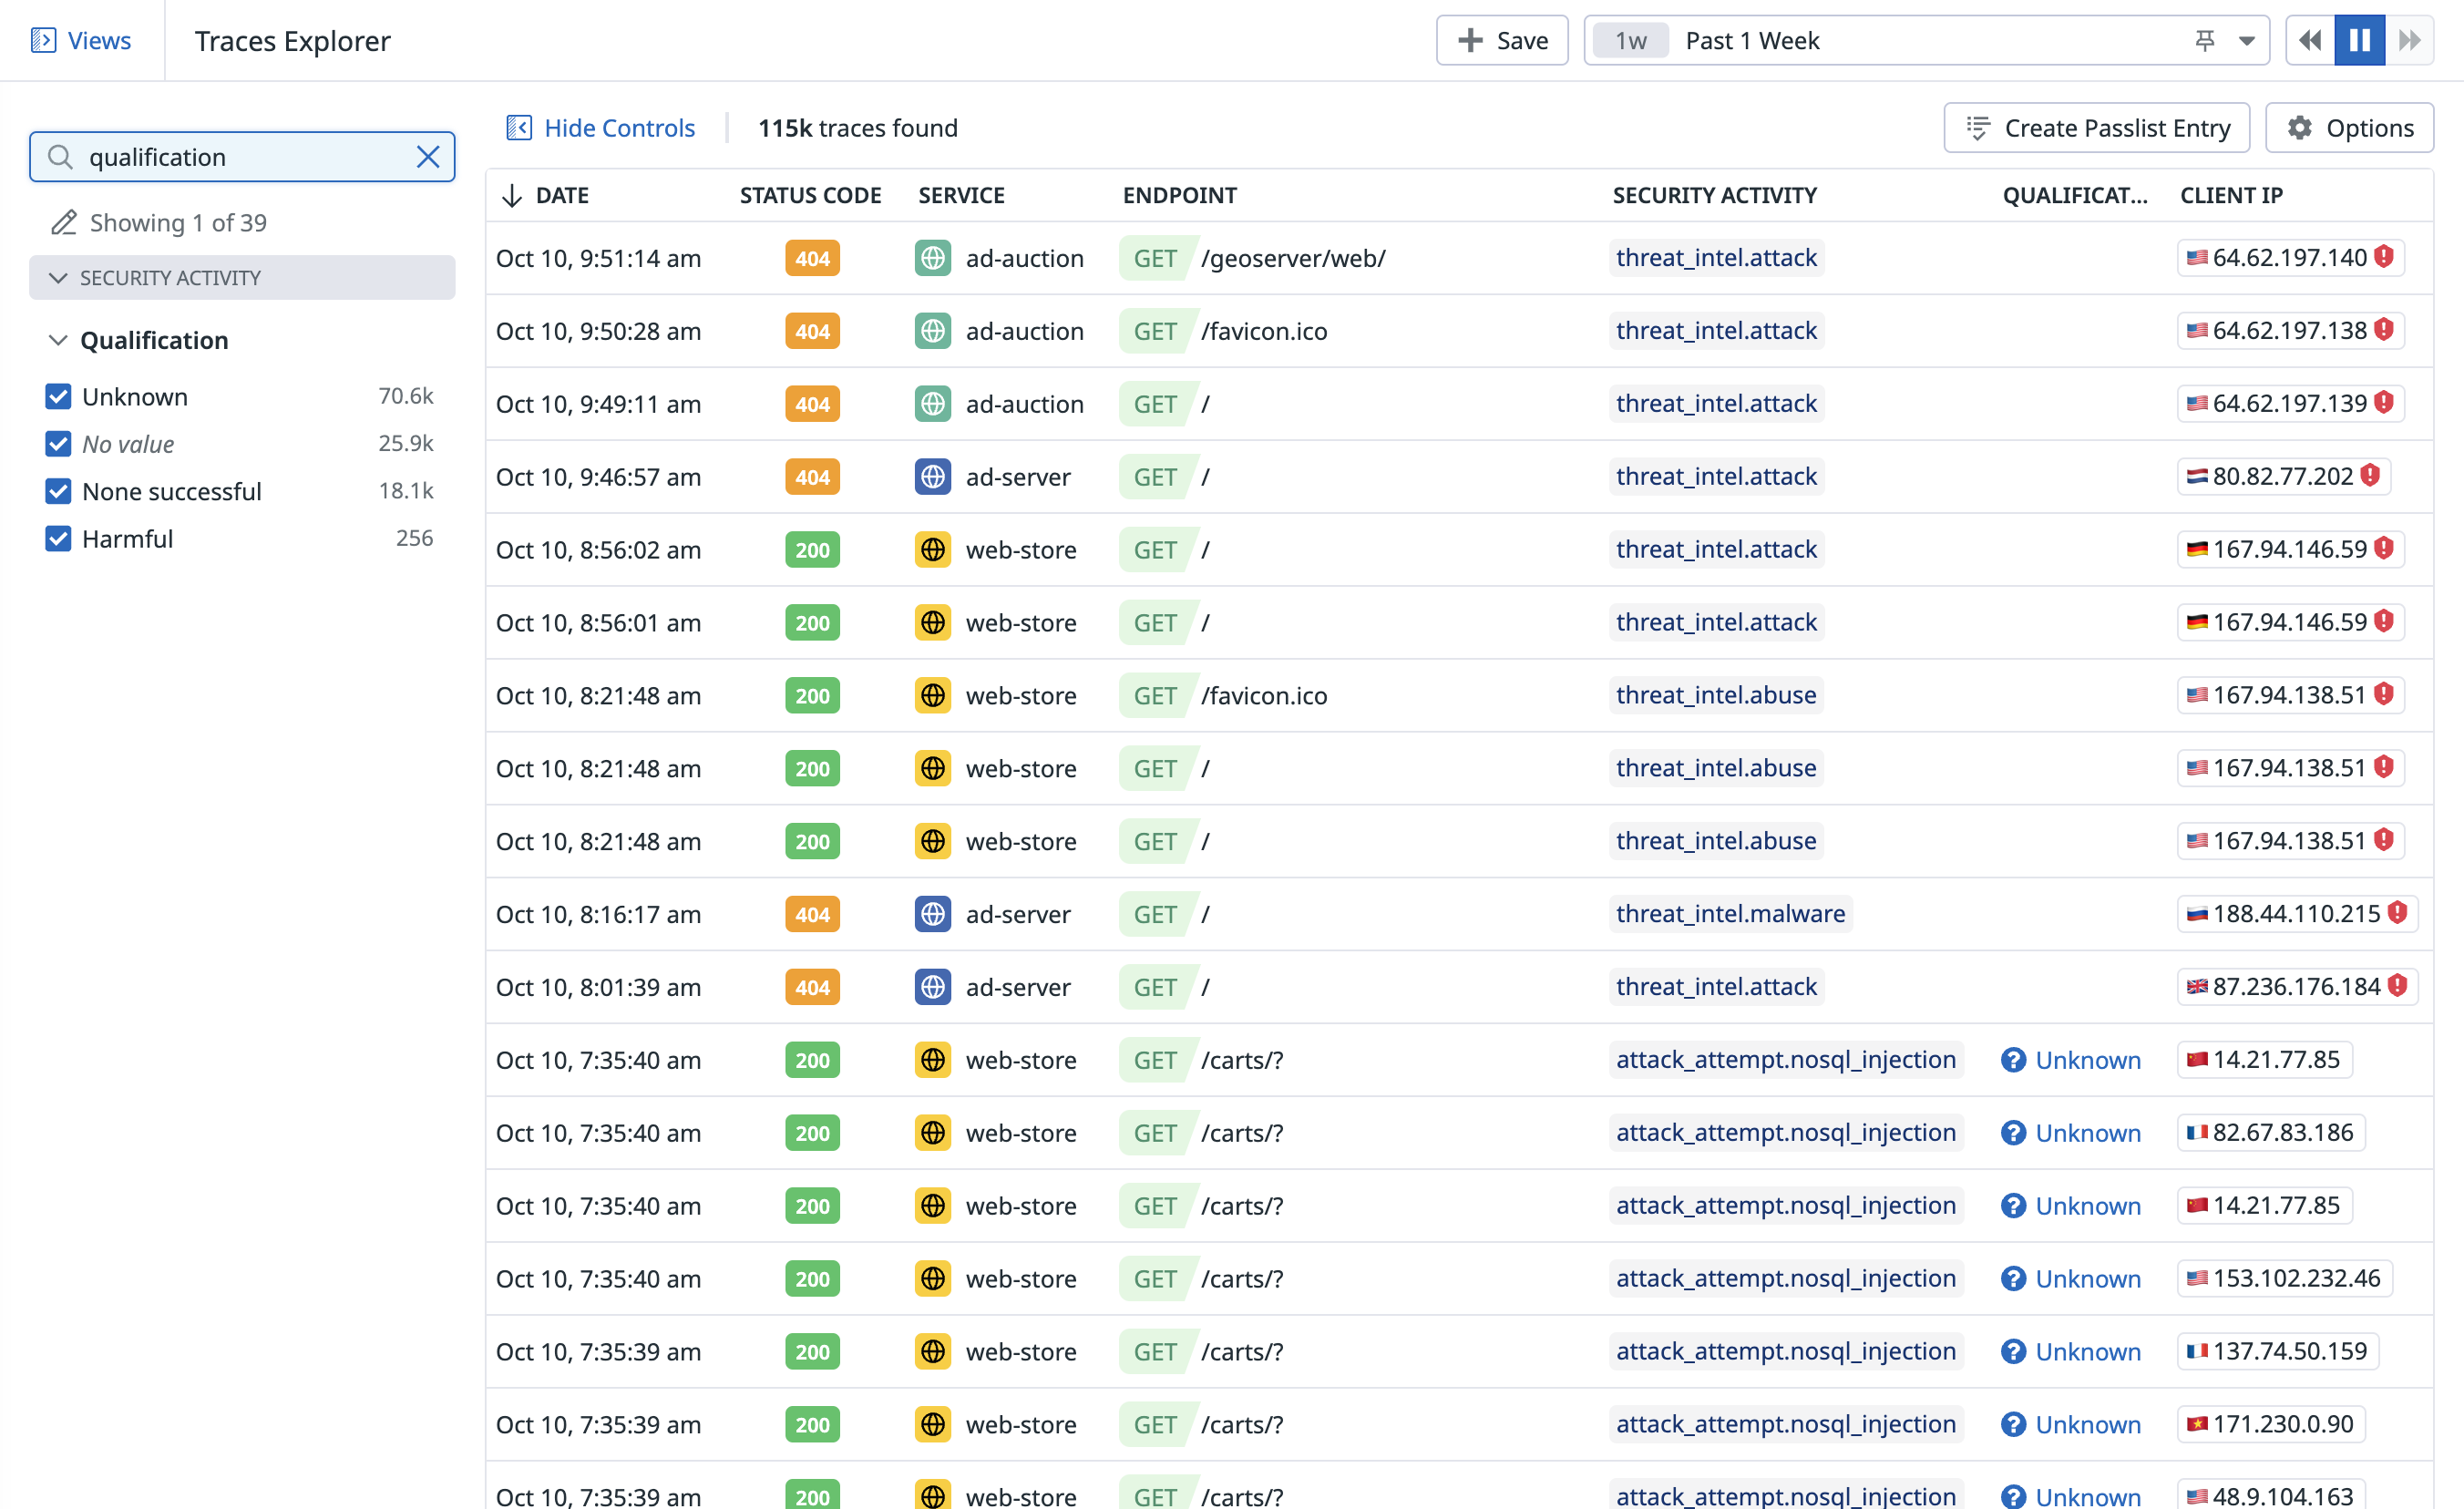 Views
Traces Explorer
Save
1w Past 1 Week
qualification
Showing 1 of 39
SECURITY ACTIVITY
Qualification
Unknown 70.6k
No value 25.9k
None successful 18.1k
Harmful 256
Hide Controls
115k traces found
Create Passlist Entry
Options
DATE STATUS CODE SERVICE ENDPOINT SECURITY ACTIVITY QUALIFICAT... CLIENT IP
Oct 10, 9:51:14 am 404 ad-auction GET /geoserver/web/ threat_intel.attack 64.62.197.140
Oct 10, 9:50:28 am 404 ad-auction GET /favicon.ico threat_intel.attack 64.62.197.138
Oct 10, 9:49:11 am 404 ad-auction GET / threat_intel.attack 64.62.197.139
Oct 10, 9:46:57 am 404 ad-server GET / threat_intel.attack 80.82.77.202
Oct 10, 8:56:02 am 200 web-store GET / threat_intel.attack 167.94.146.59
Oct 10, 8:56:01 am 200 web-store GET / threat_intel.attack 167.94.146.59
Oct 10, 8:21:48 am 200 web-store GET /favicon.ico threat_intel.abuse 167.94.138.51
Oct 10, 8:21:48 am 200 web-store GET / threat_intel.abuse 167.94.138.51
Oct 10, 8:21:48 am 200 web-store GET / threat_intel.abuse 167.94.138.51
Oct 10, 8:16:17 am 404 ad-server GET / threat_intel.malware 188.44.110.215
Oct 10, 8:01:39 am 404 ad-server GET / threat_intel.attack 87.236.176.184
Oct 10, 7:35:40 am 200 web-store GET /carts/? attack_attempt.nosql_injection Unknown 14.21.77.85
Oct 10, 7:35:40 am 200 web-store GET /carts/? attack_attempt.nosql_injection Unknown 82.67.83.186
Oct 10, 7:35:40 am 200 web-store GET /carts/? attack_attempt.nosql_injection Unknown 14.21.77.85
Oct 10, 7:35:40 am 200 web-store GET /carts/? attack_attempt.nosql_injection Unknown 153.102.232.46
Oct 10, 7:35:39 am 200 web-store GET /carts/? attack_attempt.nosql_injection Unknown 137.74.50.159
Oct 10, 7:35:39 am 200 web-store GET /carts/? attack_attempt.nosql_injection Unknown 171.230.0.90
Oct 10, 7:35:39 am 200 web-store GET /carts/? attack_attempt.nosql_injection Unknown 48.9.104.163